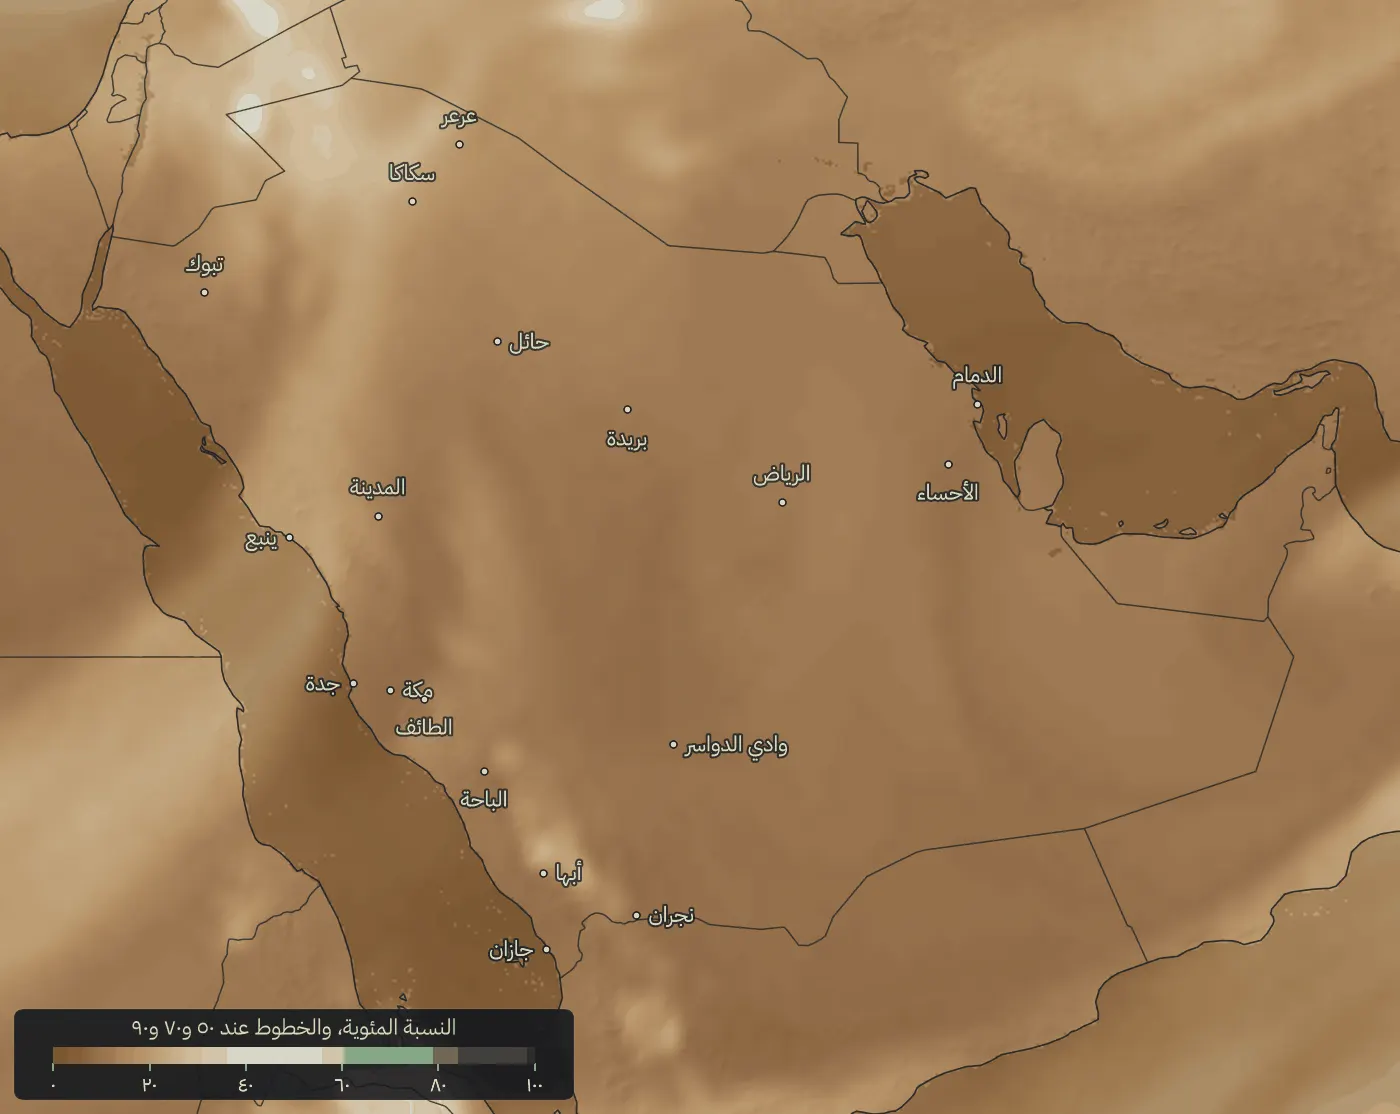 عرعر
سكاكا
تبوك
حائل
الدمام
بريدة
الرياض
المدينة
الأحساء
ينبع
جدة
مكة
الطائف
وادي الدواسر
الباحة
أبها
نجران
جازان
النسبة المئوية، والخطوط عند ٥٠ و٧٠ و٩٠
٠ ٢٠ ٤٠ ٦٠ ٨٠ ١٠٠